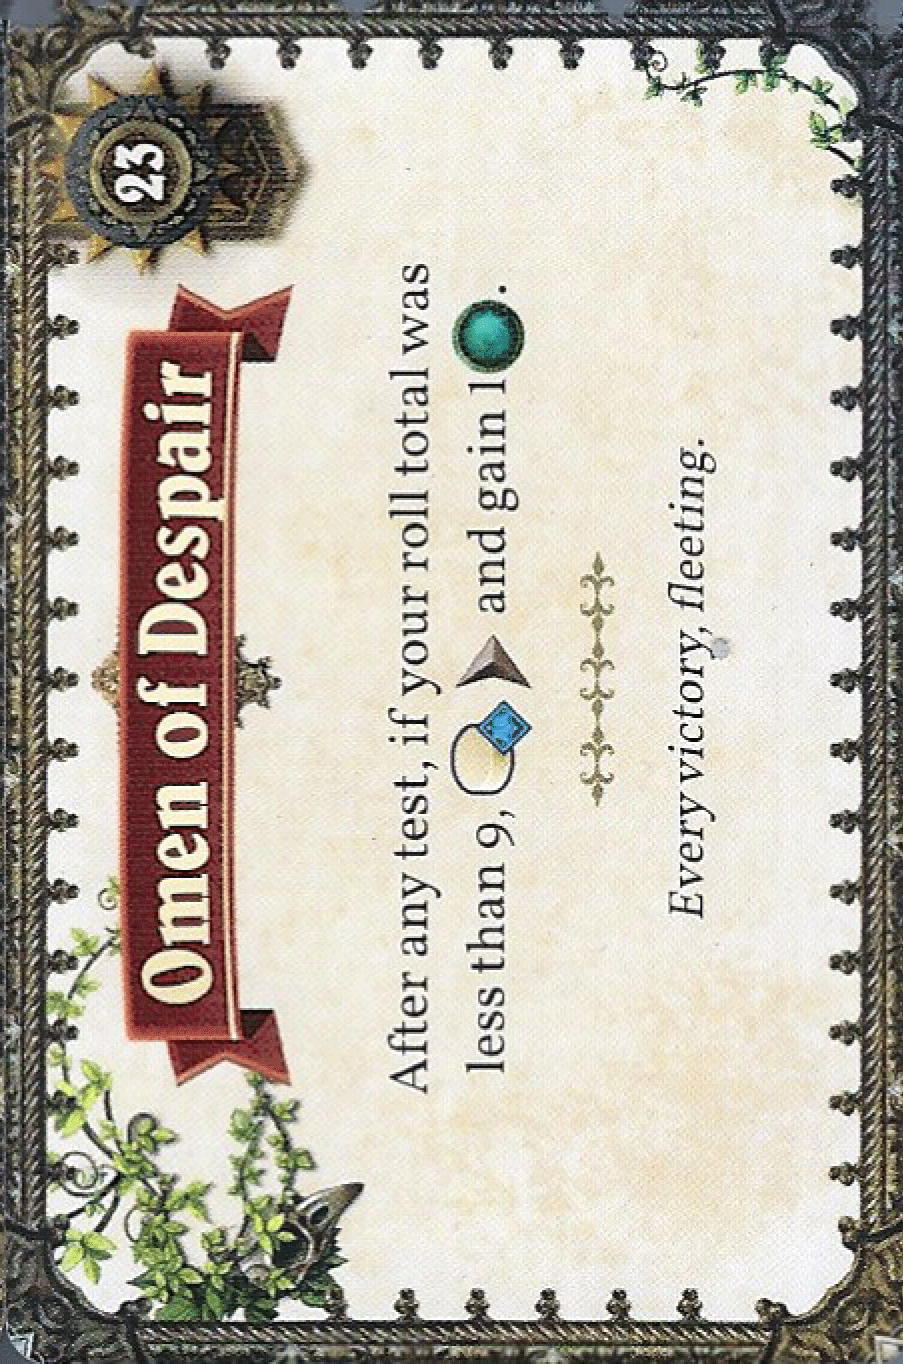 23
Omen of Despair
After any test, if your roll total was
less than 9, and gain 1.
Every victory, fleeting.